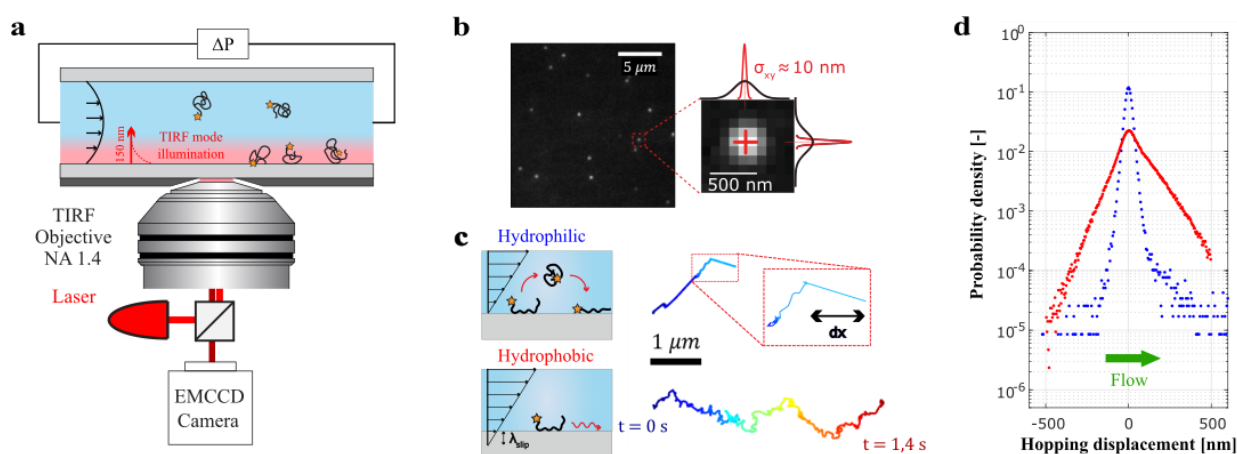 a
ΔP
150 nm
TIRF mode
illumination
TIRF
Objective
NA 1.4
Laser
EMCCD
Camera
b
5 μm
σxy ≈ 10 nm
500 nm
c
Hydrophilic
dx
1 μm
Hydrophobic
λslip
t = 0 s
t = 1,4 s
d
Probability density [-]
10^0
10^-1
10^-2
10^-3
10^-4
10^-5
10^-6
Flow
-500
0
500
Hopping displacement [nm]